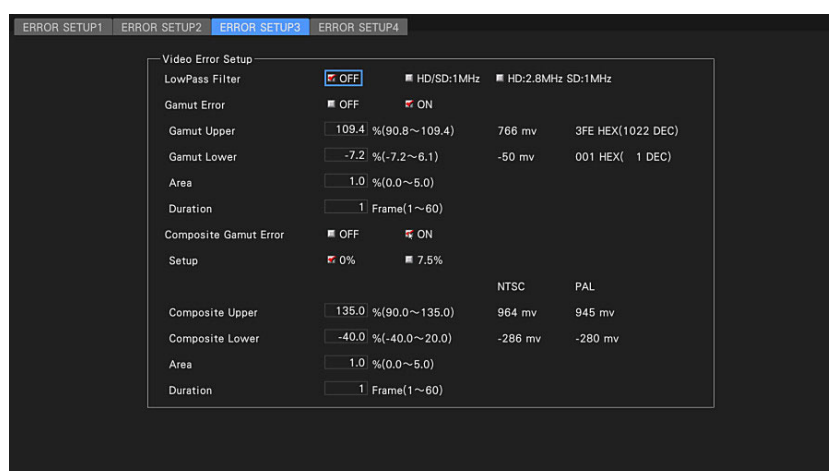 ERROR SETUP1 ERROR SETUP2 ERROR SETUP3 ERROR SETUP4
Video Error Setup
LowPass Filter OFF HD/SD:1MHz HD:2.8MHz SD:1MHz
Gamut Error OFF ON
Gamut Upper 109.4 %(90.8~109.4) 766 mv 3FE HEX(1022 DEC)
Gamut Lower -7.2 %(-7.2~6.1) -50 mv 001 HEX( 1 DEC)
Area 1.0 %(0.0~5.0)
Duration 1 Frame(1~60)
Composite Gamut Error OFF ON
Setup 0% 7.5%
NTSC PAL
Composite Upper 135.0 %(90.0~135.0) 964 mv 945 mv
Composite Lower -40.0 %(-40.0~20.0) -286 mv -280 mv
Area 1.0 %(0.0~5.0)
Duration 1 Frame(1~60)